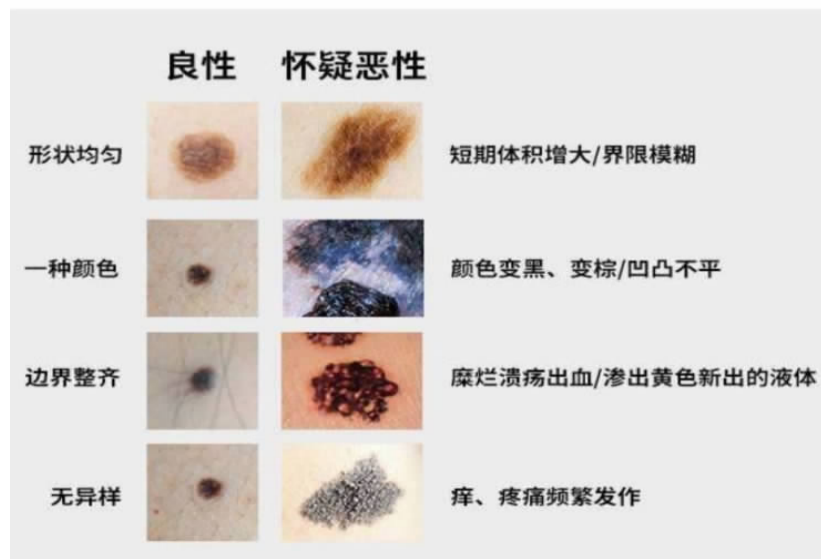 良性 怀疑恶性
形状均匀 短期体积增大/界限模糊
一种颜色 颜色变黑、变棕/凹凸不平
边界整齐 糜烂溃疡出血/渗出黄色新出的液体
无异样 痒、疼痛频繁发作